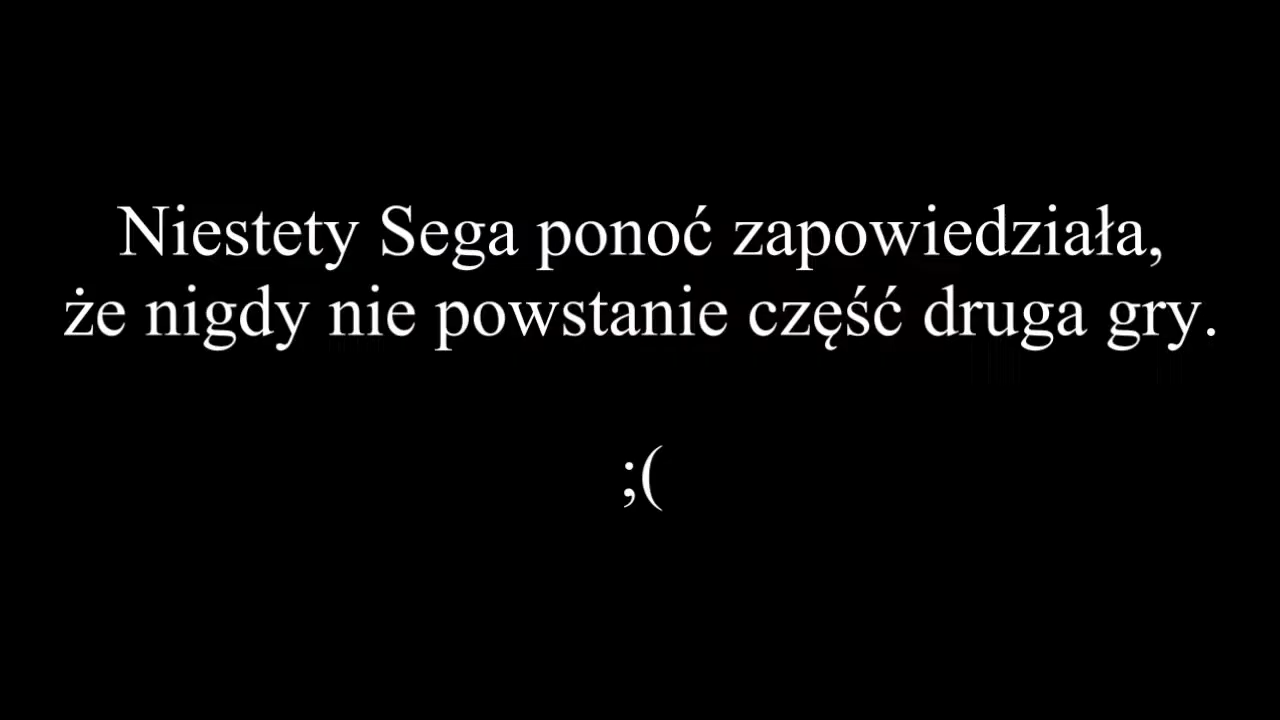 Niestety Sega ponoć zapowiedziała,
że nigdy nie powstanie część druga gry.
;(